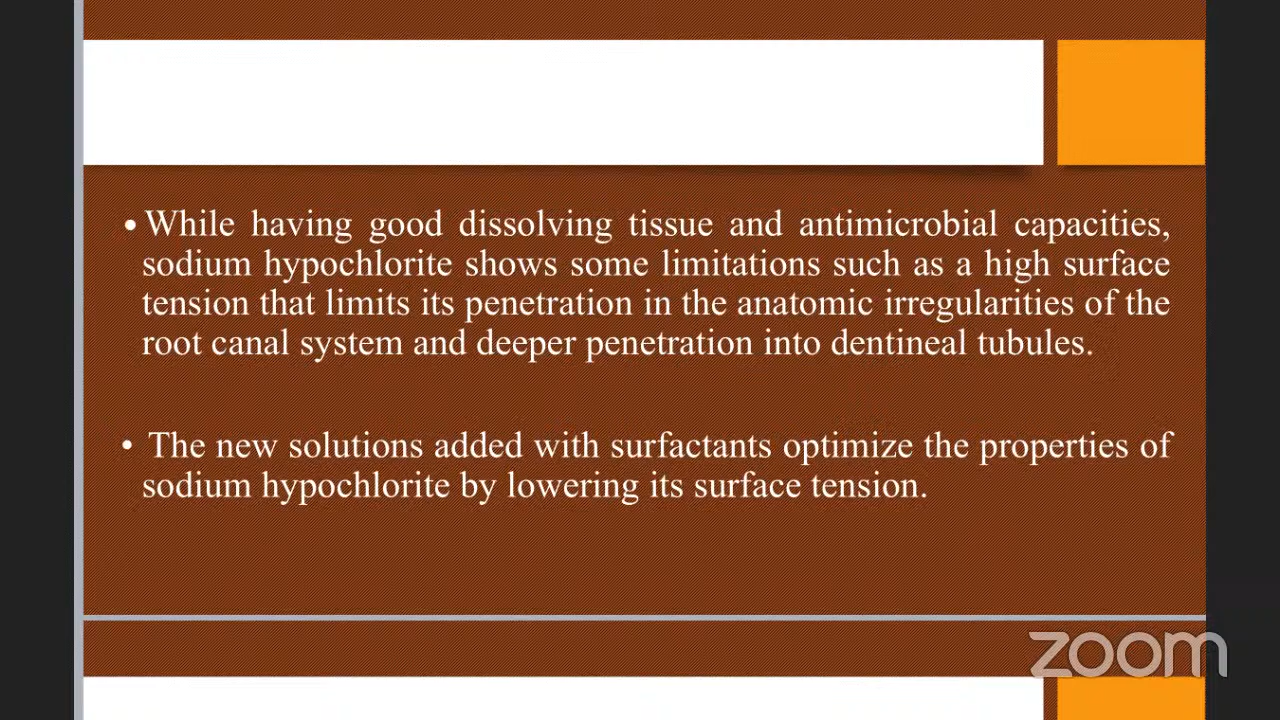 • While having good dissolving tissue and antimicrobial capacities,
sodium hypochlorite shows some limitations such as a high surface
tension that limits its penetration in the anatomic irregularities of the
root canal system and deeper penetration into dentineal tubules.
• The new solutions added with surfactants optimize the properties of
sodium hypochlorite by lowering its surface tension.
zoom